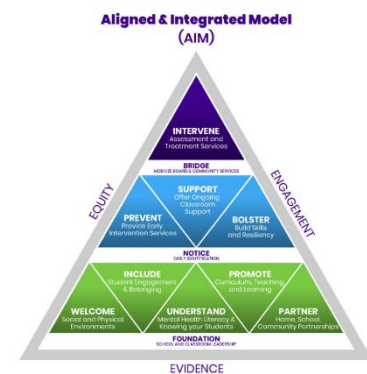 Aligned & Integrated Model
(AIM)
INTERVENE
Assessment and
Treatment Services
BRIDGE
MOBILIZE BOARD & COMMUNITY SERVICES
EQUITY
ENGAGEMENT
SUPPORT
Offer Ongoing
Classroom
Support
PREVENT
Provide Early
Intervention Services
BOLSTER
Build Skills
and Resiliency
NOTICE
EARLY IDENTIFICATION
INCLUDE
Student Engagement
& Belonging
PROMOTE
Curriculum, Teaching
and Learning
WELCOME
Social and Physical
Environments
UNDERSTAND
Mental Health Literacy &
Knowing your Students
PARTNER
Home, School,
Community Partnerships
FOUNDATION
SCHOOL AND CLASSROOM LEADERSHIP
EVIDENCE